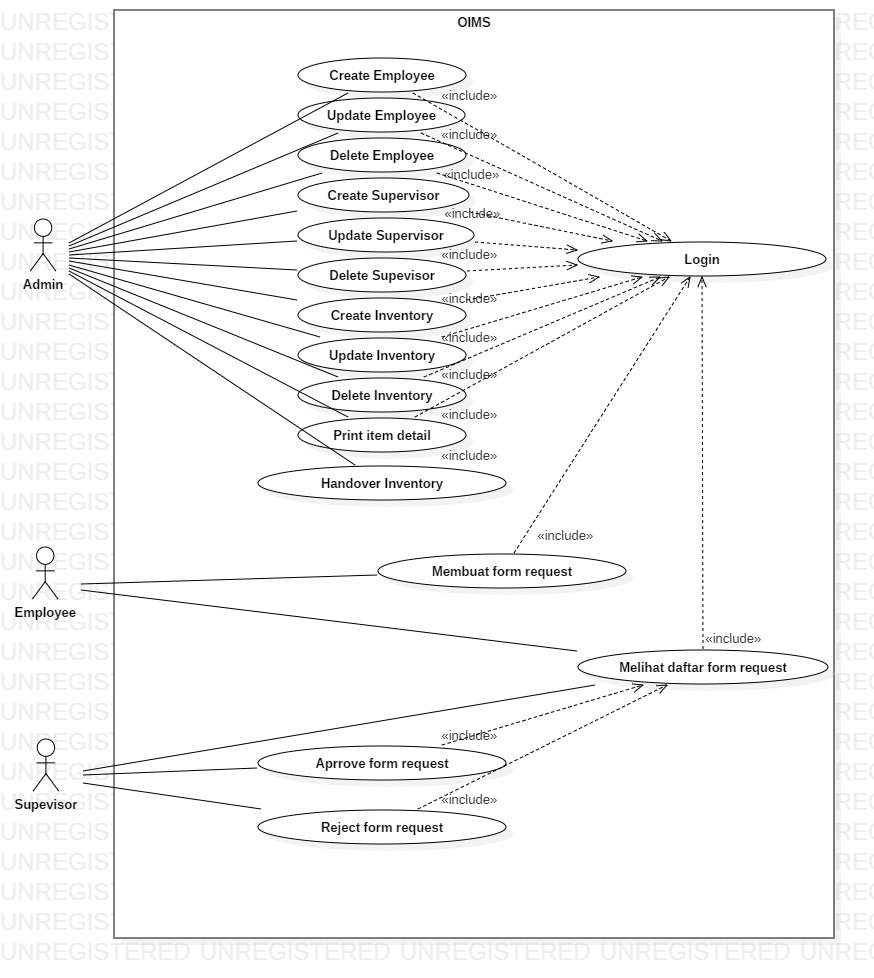 OIMS
Create Employee
«include»
Update Employee
«include»
Delete Employee
«include»
Create Supervisor
«include»
Update Supervisor
«include»
Login
Delete Supevisor
«include»
Create Inventory
«include»
Update Inventory
«include»
Delete Inventory
«include»
Print item detail
«include»
Handover Inventory
Admin
«include»
Membuat form request
Employee
«include»
Melihat daftar form request
«include»
Aprrove form request
Supevisor
«include»
Reject form request
UNREGISTERED UNREGISTERED UNREGISTERED UNREGISTERED